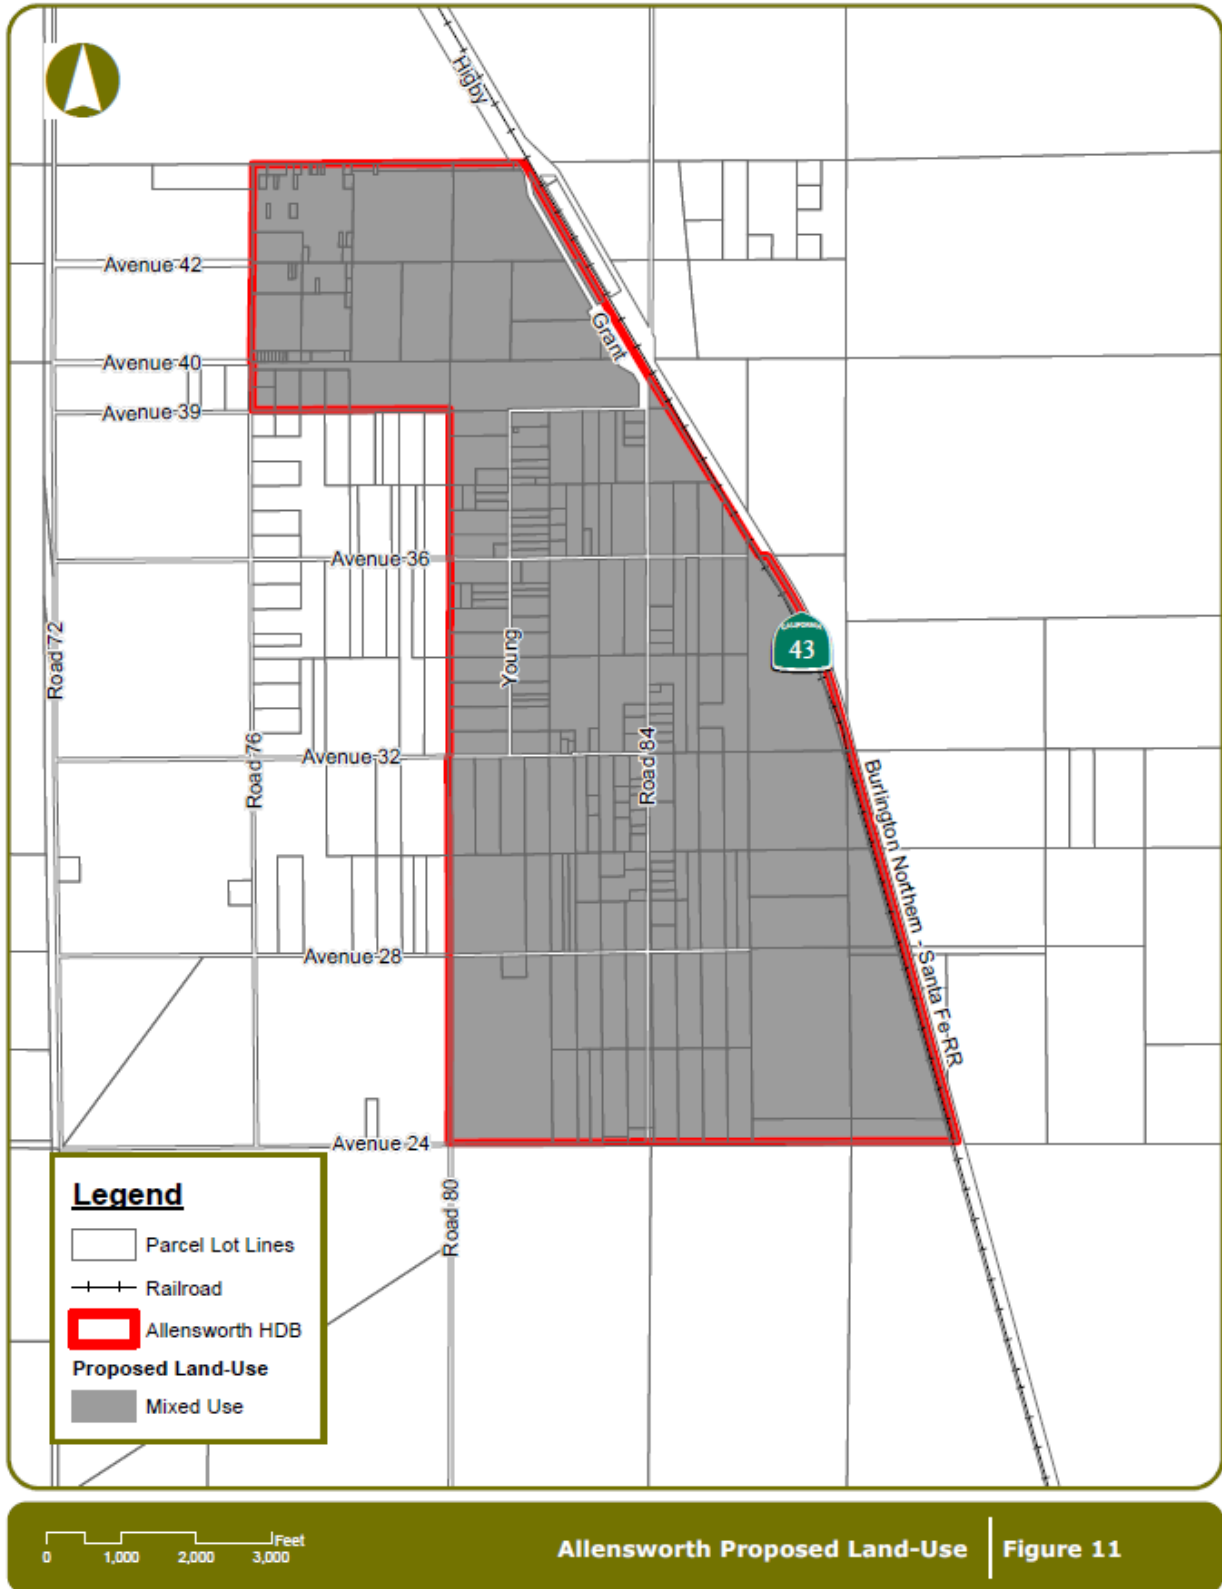 Higby
Avenue 42
Grant
Avenue 40
Avenue 39
Avenue 36
CALIFORNIA
43
Road 72
Young
Road 76
Avenue 32
Road 84
Burlington Northern - Santa Fe RR
Avenue 28
Avenue 24
Road 80
Legend
Parcel Lot Lines
Railroad
Allensworth HDB
Proposed Land-Use
Mixed Use
Feet
0 1,000 2,000 3,000
Allensworth Proposed Land-Use
Figure 11